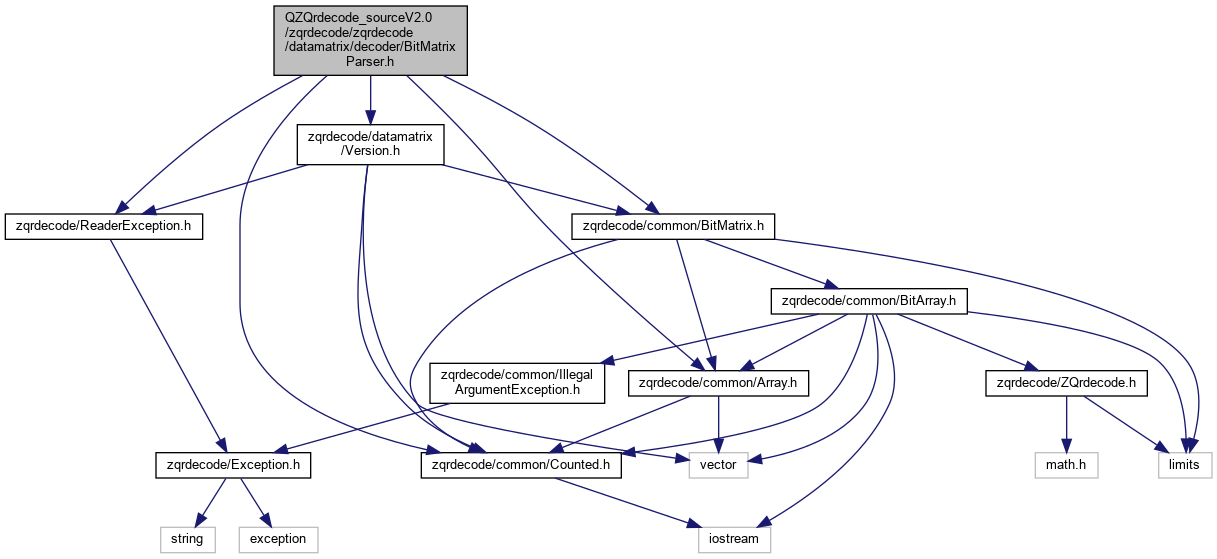 QZQrdecode_sourceV2.0
/zqrdecode/zqrdecode
/datamatrix/decoder/BitMatrix
Parser.h
zqrdecode/datamatrix
/Version.h
zqrdecode/ReaderException.h
zqrdecode/common/BitMatrix.h
zqrdecode/common/BitArray.h
zqrdecode/common/Illegal
ArgumentException.h
zqrdecode/common/Array.h
zqrdecode/ZQrdecode.h
zqrdecode/Exception.h
zqrdecode/common/Counted.h
vector
math.h
limits
string
exception
iostream